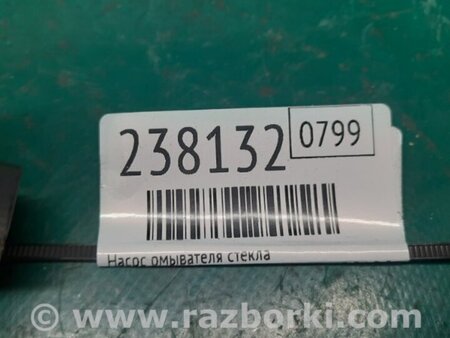 238132 0799
Насос омывателя стекла
© www.razborki.com